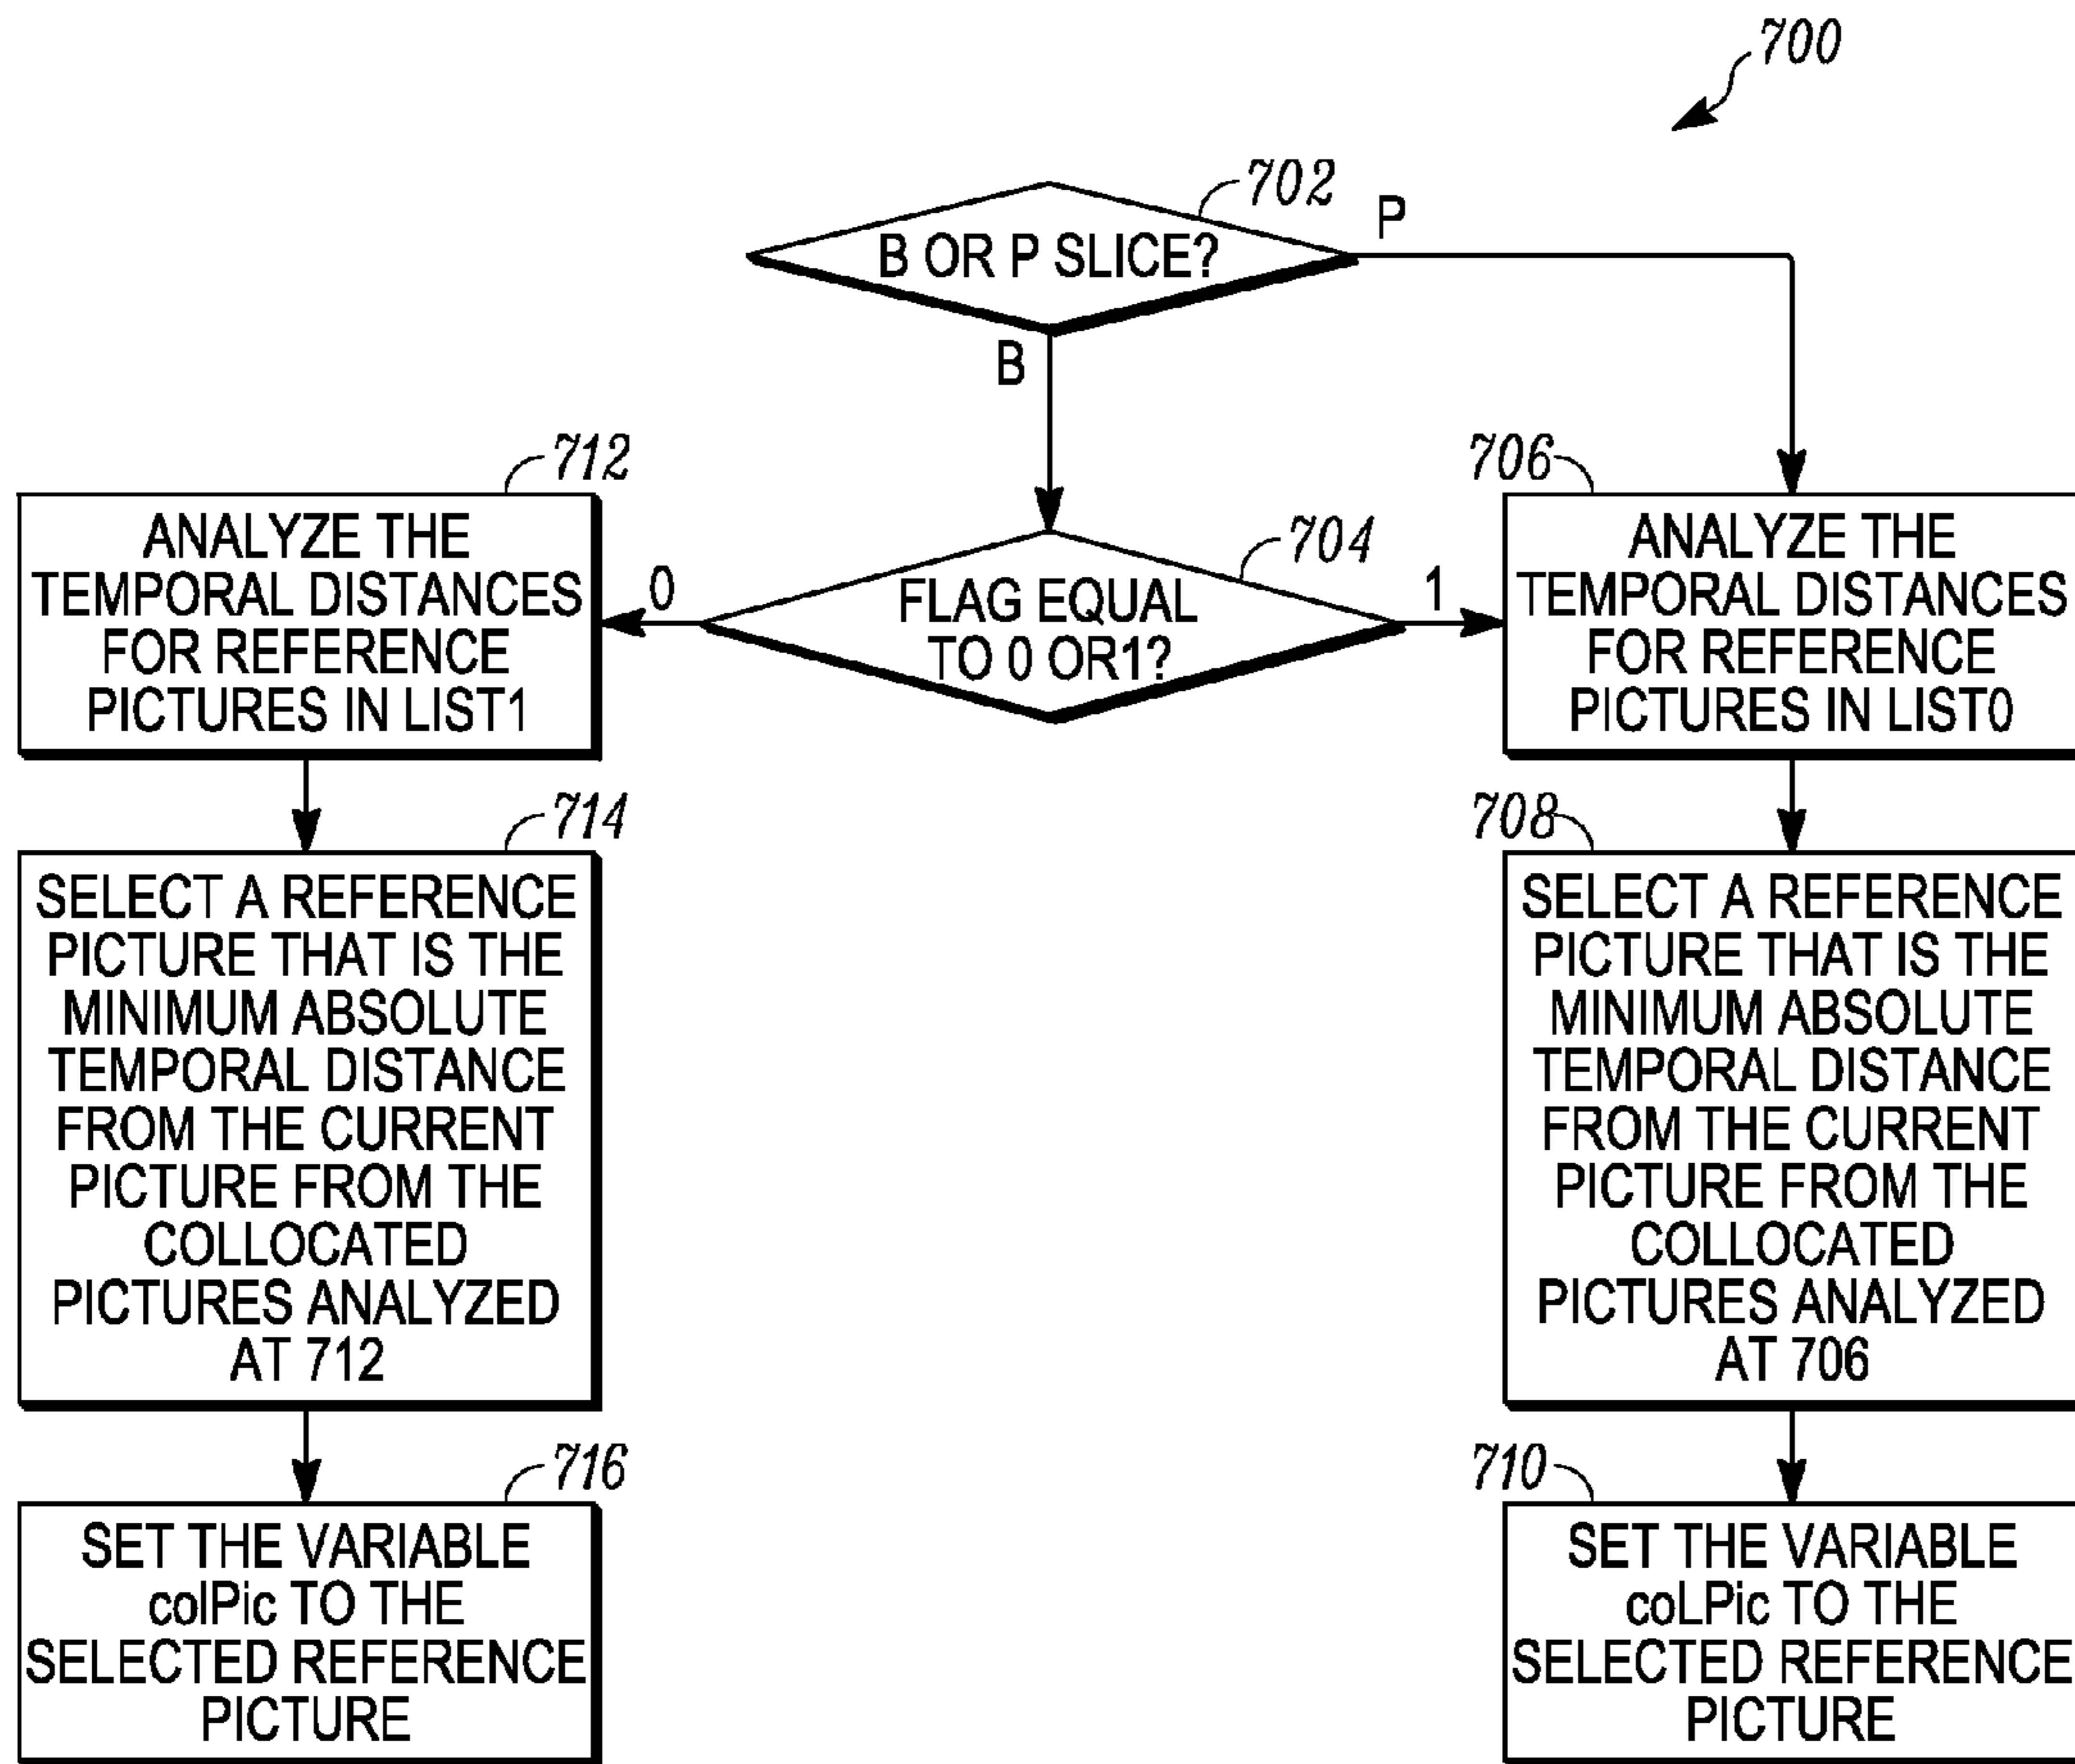 700
702
B OR P SLICE?
P
B
704
FLAG EQUAL
TO 0 OR1?
0
1
712
ANALYZE THE
TEMPORAL DISTANCES
FOR REFERENCE
PICTURES IN LIST1
714
SELECT A REFERENCE
PICTURE THAT IS THE
MINIMUM ABSOLUTE
TEMPORAL DISTANCE
FROM THE CURRENT
PICTURE FROM THE
COLLOCATED
PICTURES ANALYZED
AT 712
716
SET THE VARIABLE
colPic TO THE
SELECTED REFERENCE
PICTURE
706
ANALYZE THE
TEMPORAL DISTANCES
FOR REFERENCE
PICTURES IN LIST0
708
SELECT A REFERENCE
PICTURE THAT IS THE
MINIMUM ABSOLUTE
TEMPORAL DISTANCE
FROM THE CURRENT
PICTURE FROM THE
COLLOCATED
PICTURES ANALYZED
AT 706
710
SET THE VARIABLE
coLPic TO THE
SELECTED REFERENCE
PICTURE